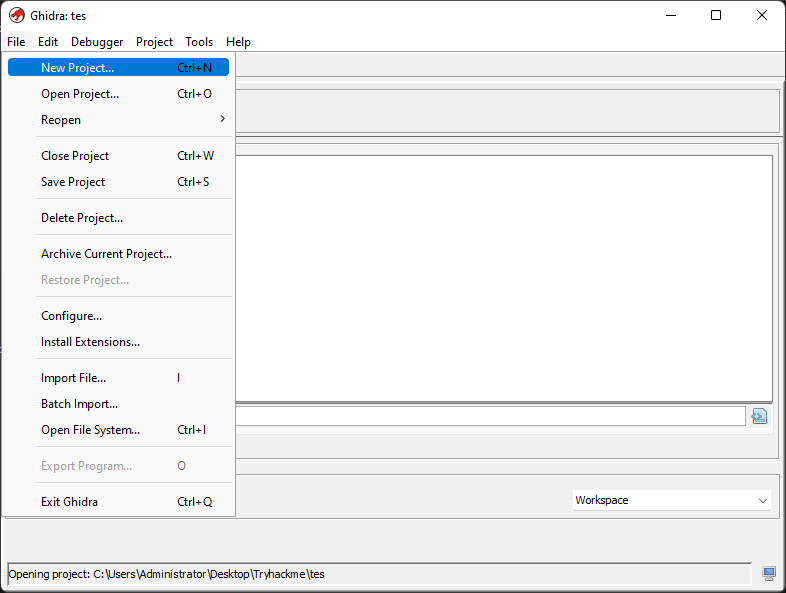 Ghidra: tes
File Edit Debugger Project Tools Help
New Project... Ctrl+N
Open Project... Ctrl+O
Reopen
Close Project Ctrl+W
Save Project Ctrl+S
Delete Project...
Archive Current Project...
Restore Project...
Configure...
Install Extensions...
Import File... I
Batch Import...
Open File System... Ctrl+I
Export Program... O
Exit Ghidra Ctrl+Q
Workspace
Opening project: C:\Users\Administrator\Desktop\Tryhackme\tes